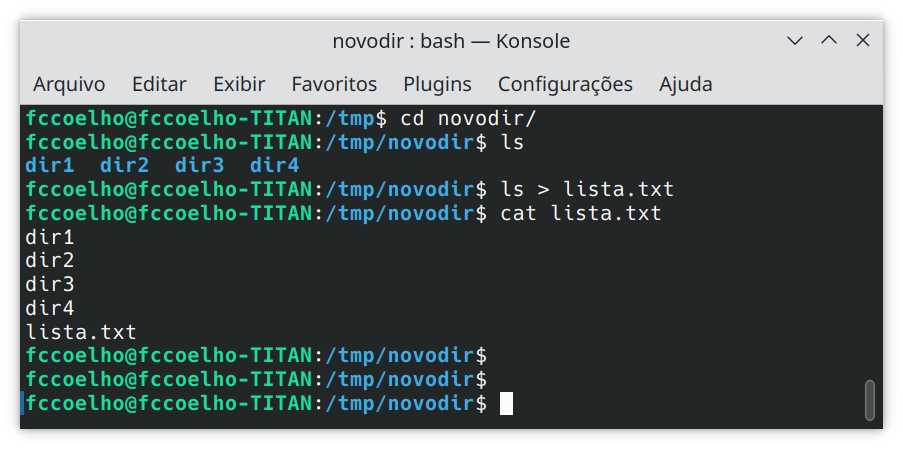 novodir : bash — Konsole
Arquivo Editar Exibir Favoritos Plugins Configurações Ajuda
fccoelho@fccoelho-TITAN:/tmp$ cd novodir/
fccoelho@fccoelho-TITAN:/tmp/novodir$ ls
dir1  dir2  dir3  dir4
fccoelho@fccoelho-TITAN:/tmp/novodir$ ls > lista.txt
fccoelho@fccoelho-TITAN:/tmp/novodir$ cat lista.txt
dir1
dir2
dir3
dir4
lista.txt
fccoelho@fccoelho-TITAN:/tmp/novodir$
fccoelho@fccoelho-TITAN:/tmp/novodir$
fccoelho@fccoelho-TITAN:/tmp/novodir$